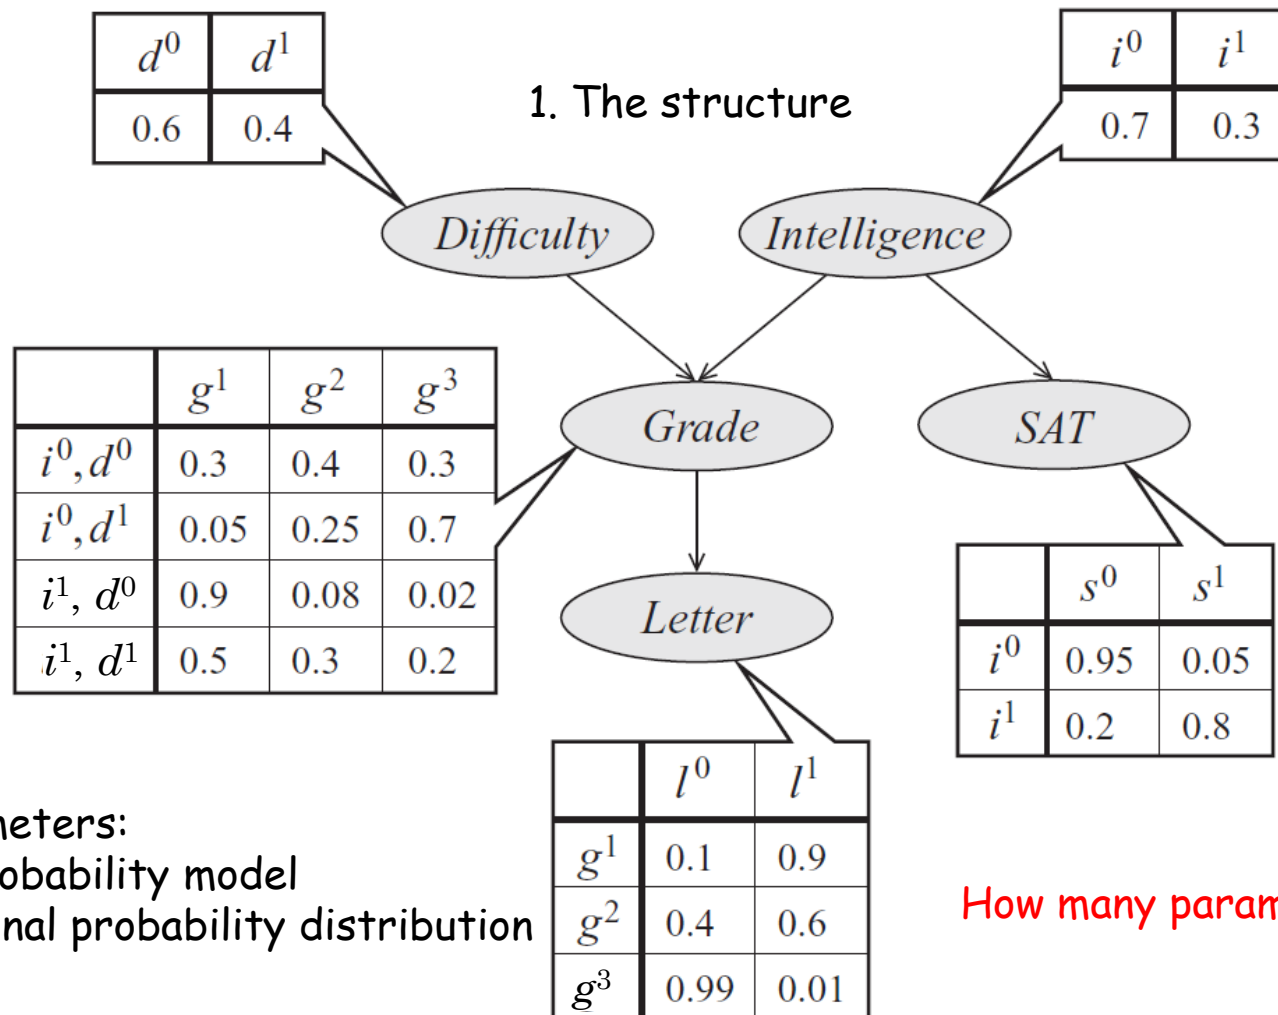 d⁰ d¹
0.6 0.4
1. The structure
i⁰ i¹
0.7 0.3
Difficulty
Intelligence
Grade
SAT
g¹ g² g³
i⁰, d⁰ 0.3 0.4 0.3
i⁰, d¹ 0.05 0.25 0.7
i¹, d⁰ 0.9 0.08 0.02
i¹, d¹ 0.5 0.3 0.2
Letter
s⁰ s¹
i⁰ 0.95 0.05
i¹ 0.2 0.8
l⁰ l¹
g¹ 0.1 0.9
g² 0.4 0.6
g³ 0.99 0.01
neters:
obability model
nal probability distribution
How many param